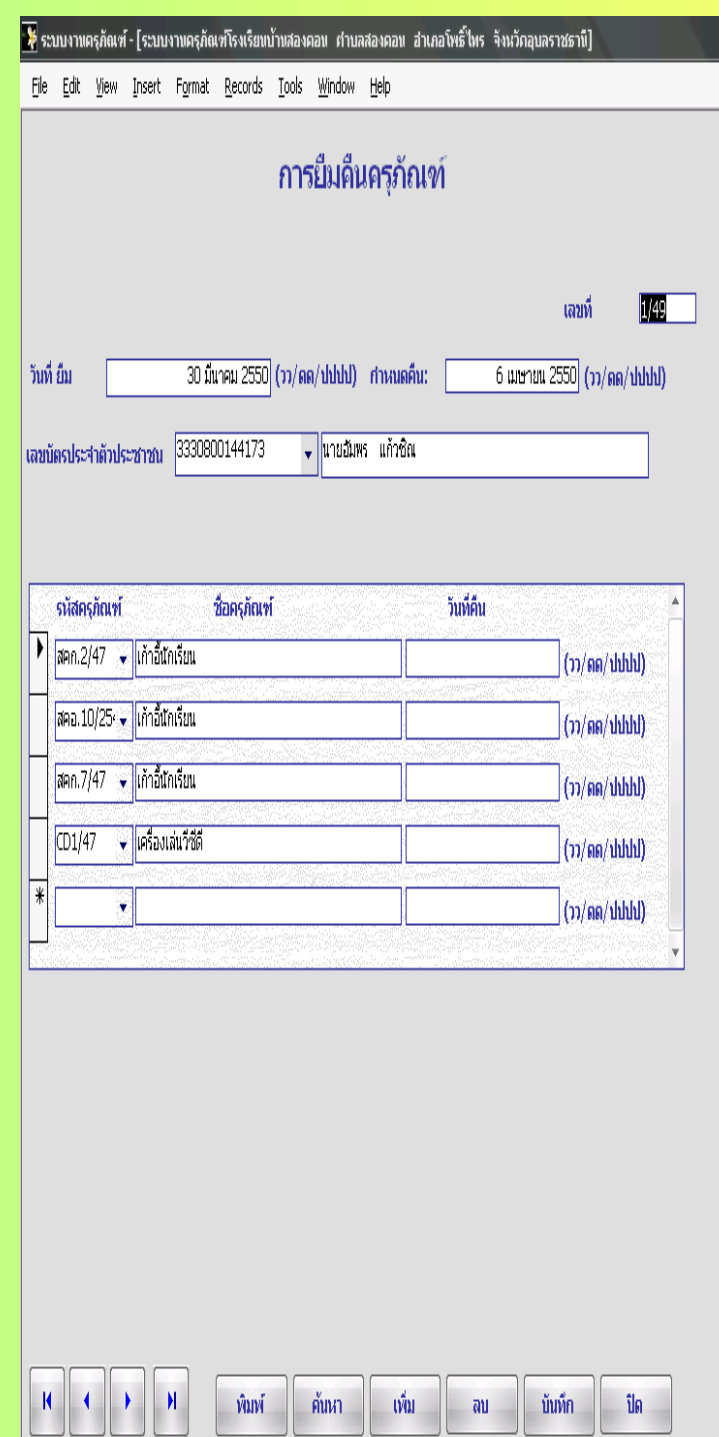 ระบบงานครุภัณฑ์ - [ระบบงานครุภัณฑ์โรงเรียนบ้านสองคอน ตำบลสองคอน อำเภอโพธิ์ไทร จังหวัดอุบลราชธานี]
File Edit View Insert Format Records Tools Window Help
การยืมคืนครุภัณฑ์
เลขที่ 1/49
วันที่ ยืม 30 มีนาคม 2550 (วว/ดด/ปปปป) กำหนดคืน: 6 เมษายน 2550 (วว/ดด/ปปปป)
เลขบัตรประจำตัวประชาชน 3330800144173 นายอัมพร แก้วชิณ
รหัสครุภัณฑ์ ชื่อครุภัณฑ์ วันที่คืน
สคก.2/47 เก้าอี้นักเรียน (วว/ดด/ปปปป)
สคอ.10/25 เก้าอี้นักเรียน (วว/ดด/ปปปป)
สคก.7/47 เก้าอี้นักเรียน (วว/ดด/ปปปป)
CD1/47 เครื่องเล่นวีซีดี (วว/ดด/ปปปป)
* (วว/ดด/ปปปป)
พิมพ์ ค้นหา เพิ่ม ลบ บันทึก ปิด